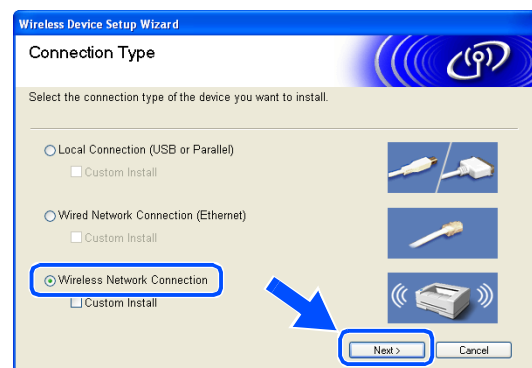 Wireless Device Setup Wizard
Connection Type
Select the connection type of the device you want to install.
Local Connection (USB or Parallel)
Custom Install
Wired Network Connection (Ethernet)
Custom Install
Wireless Network Connection
Custom Install
Next > Cancel